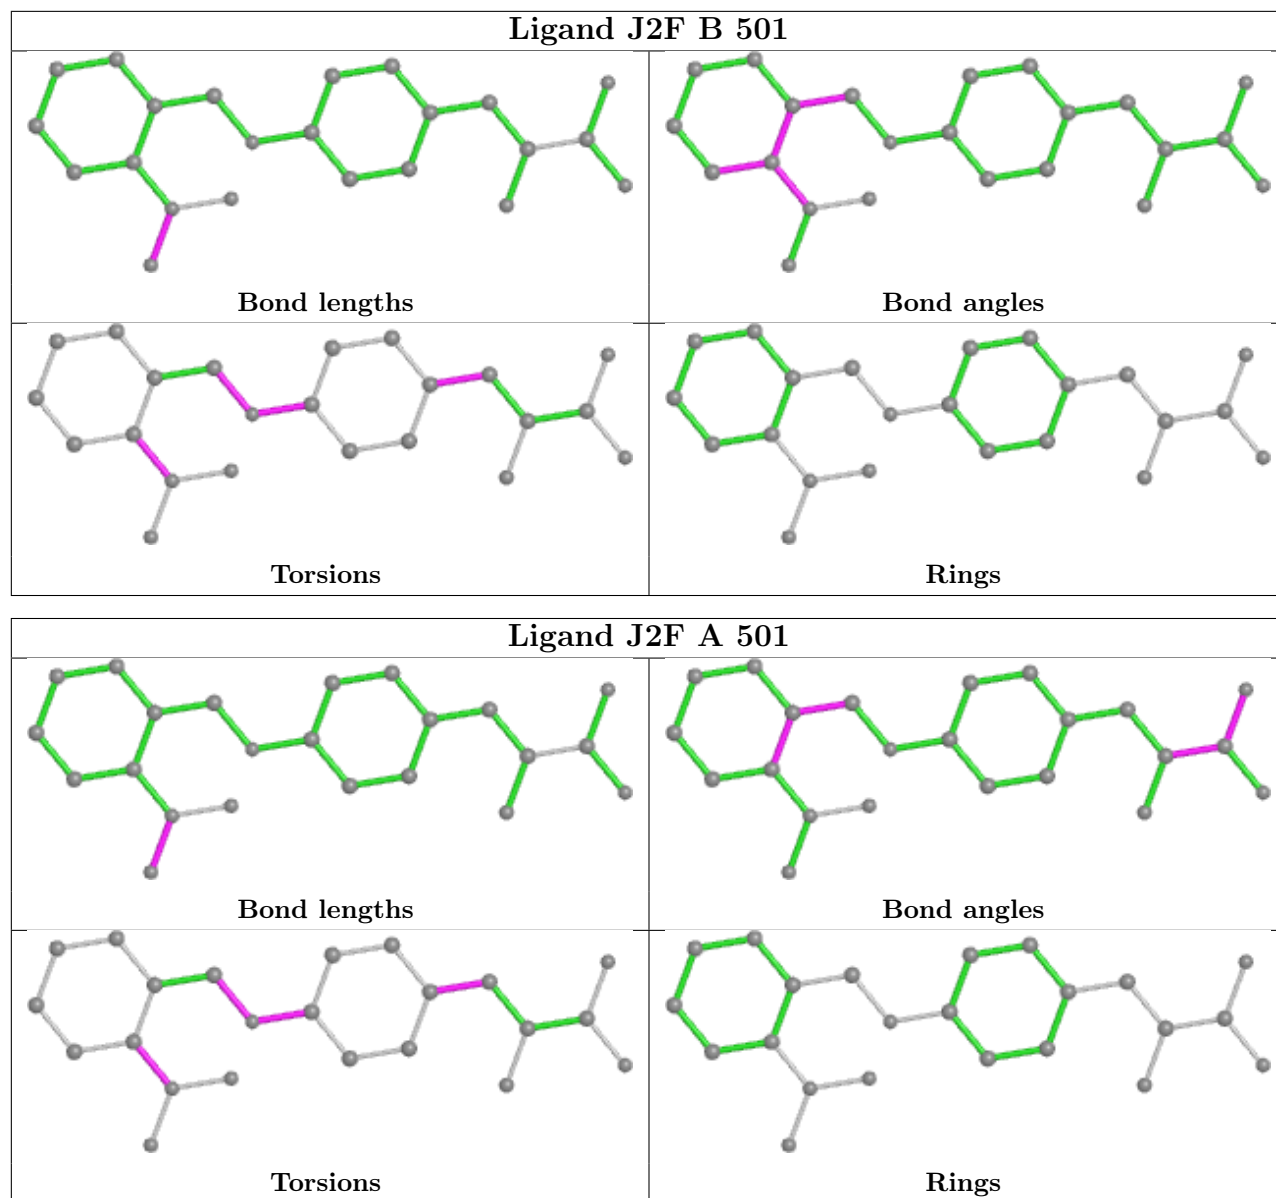 Ligand J2F B 501
Bond lengths
Bond angles
Torsions
Rings
Ligand J2F A 501
Bond lengths
Bond angles
Torsions
Rings